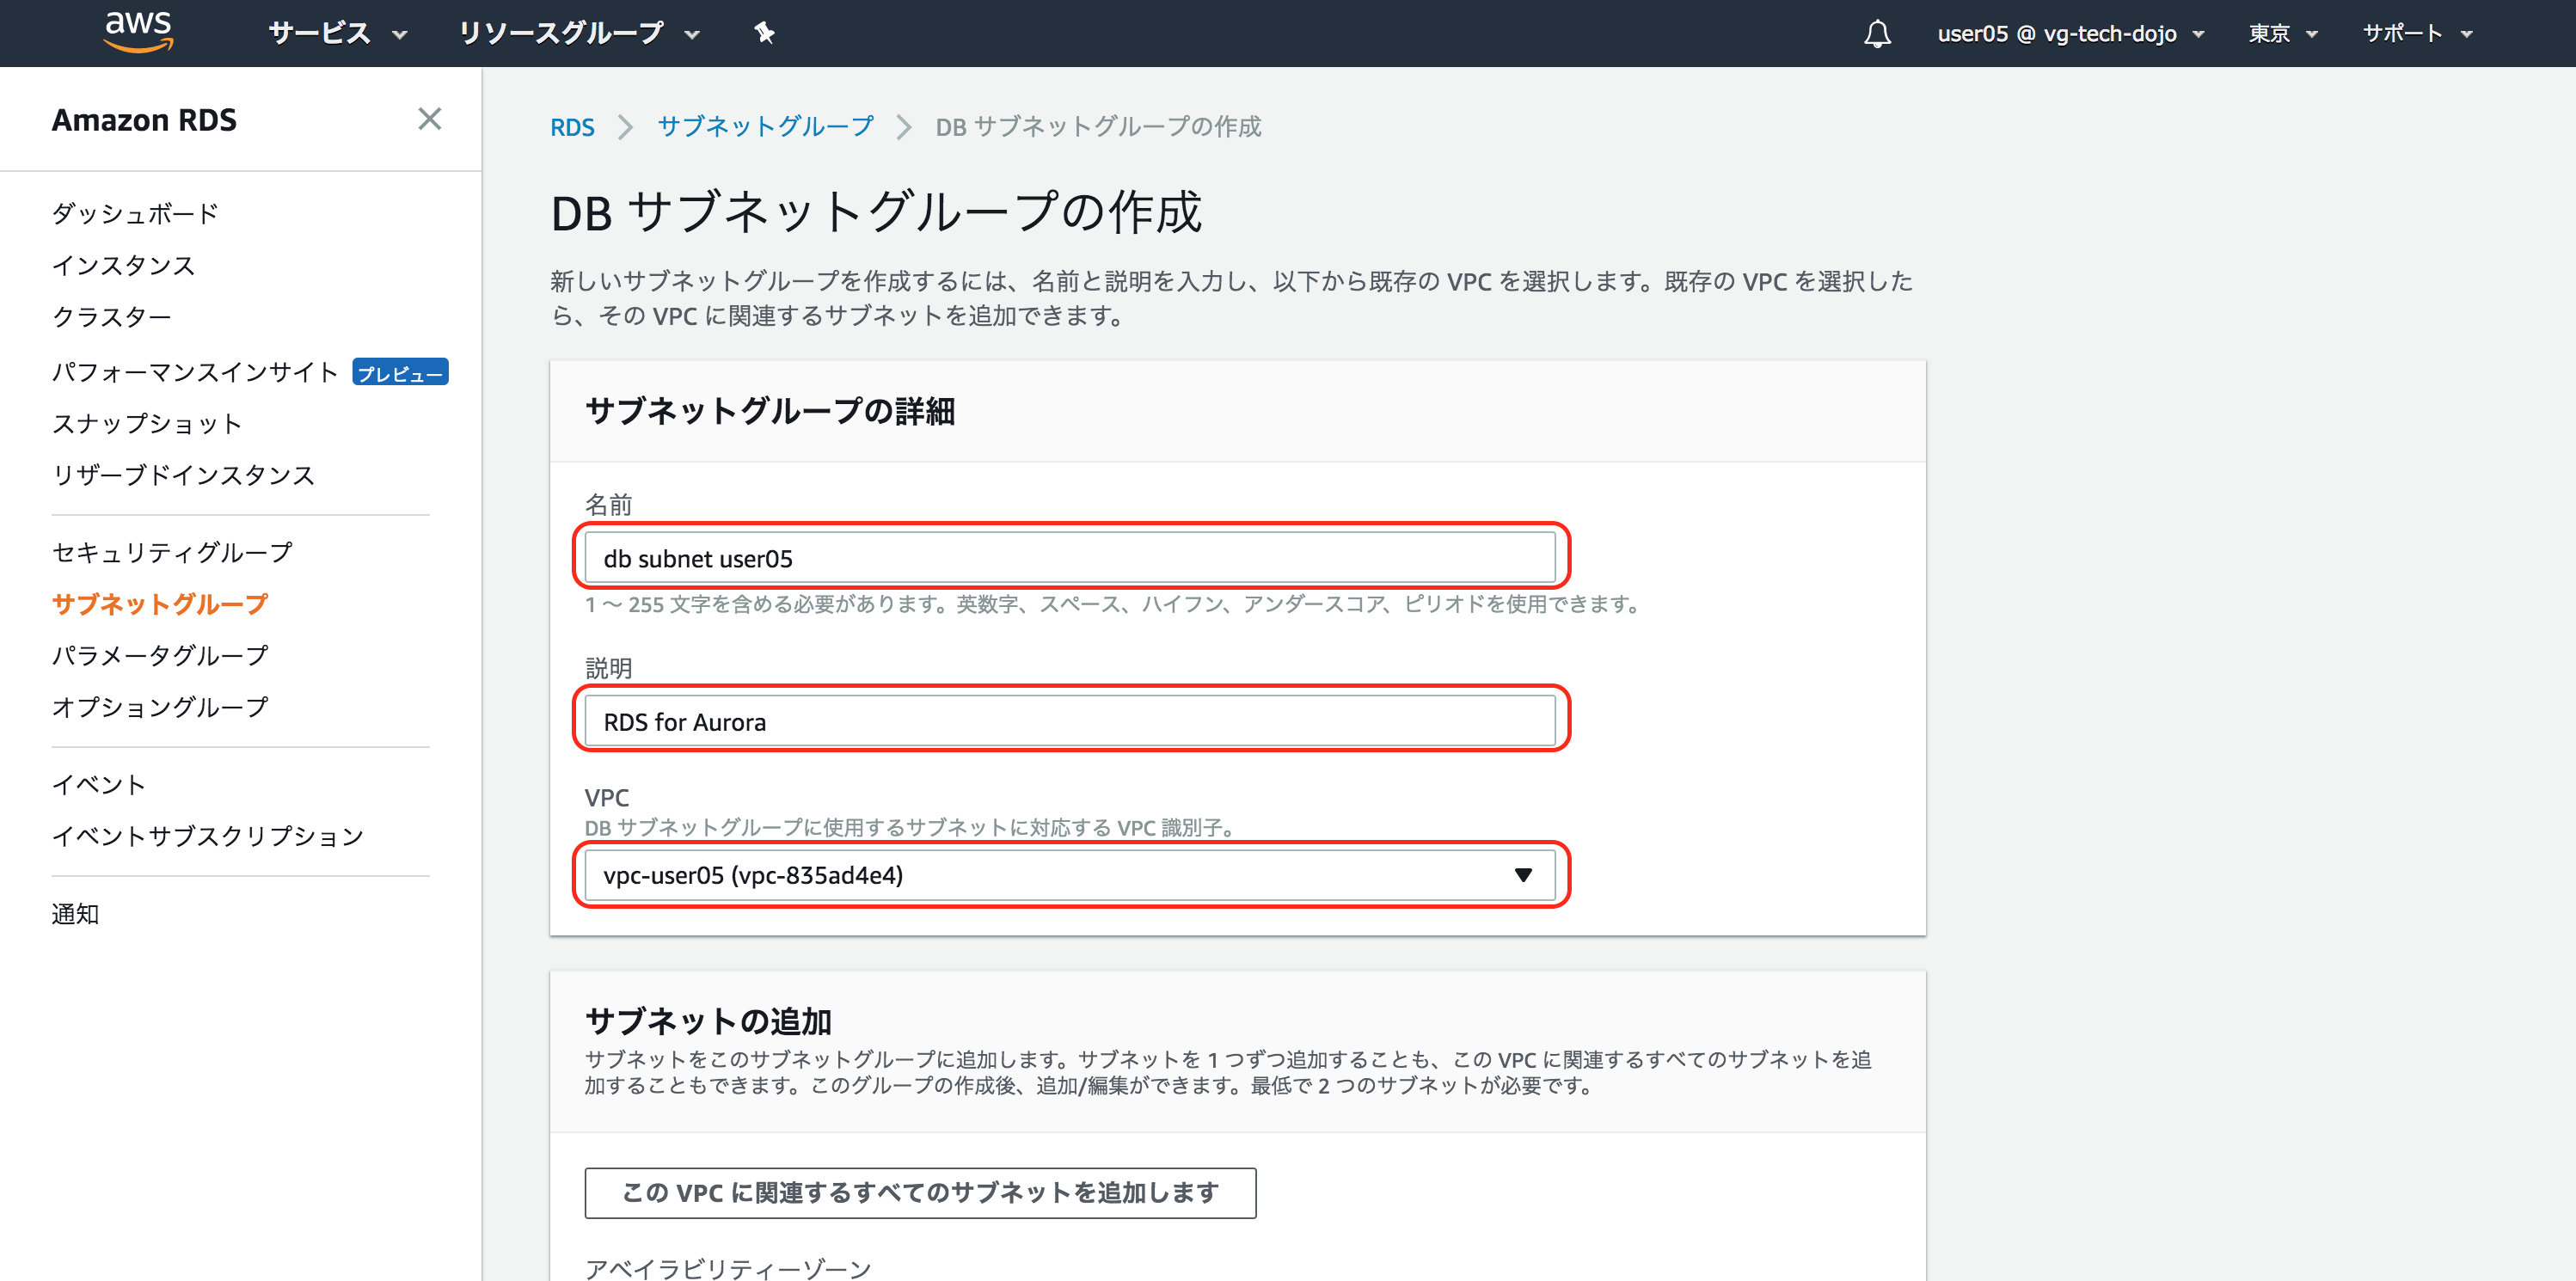 aws サービス リソースグループ user05 @ vg-tech-dojo 東京 サポート
Amazon RDS
ダッシュボード
インスタンス
クラスター
パフォーマンスインサイト プレビュー
スナップショット
リザーブドインスタンス
セキュリティグループ
サブネットグループ
パラメータグループ
オプショングループ
イベント
イベントサブスクリプション
通知
RDS サブネットグループ DB サブネットグループの作成
DB サブネットグループの作成
新しいサブネットグループを作成するには、名前と説明を入力し、以下から既存の VPC を選択します。既存の VPC を選択した
ら、その VPC に関連するサブネットを追加できます。
サブネットグループの詳細
名前
db subnet user05
1 〜 255 文字を含める必要があります。英数字、スペース、ハイフン、アンダースコア、ピリオドを使用できます。
説明
RDS for Aurora
VPC
DB サブネットグループに使用するサブネットに対応する VPC 識別子。
vpc-user05 (vpc-835ad4e4)
サブネットの追加
サブネットをこのサブネットグループに追加します。サブネットを 1 つずつ追加することも、この VPC に関連するすべてのサブネットを追
加することもできます。このグループの作成後、追加/編集ができます。最低で 2 つのサブネットが必要です。
この VPC に関連するすべてのサブネットを追加します
アベイラビリティーゾーン